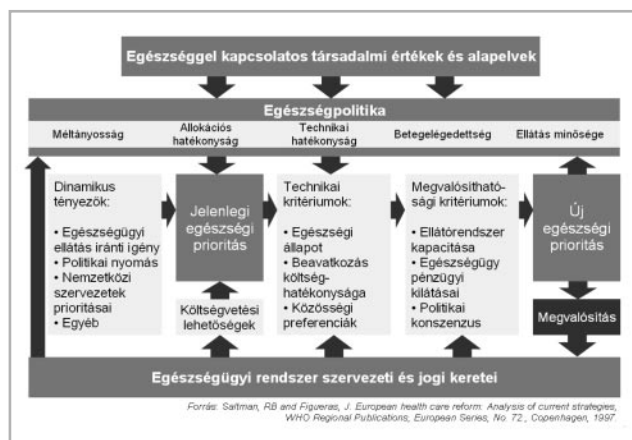 Egészséggel kapcsolatos társadalmi értékek és alapelvek
Egészségpolitika
Méltányosság
Allokációs
hatékonyság
Technikai
hatékonyság
Betegelégedettség
Ellátás minősége
Dinamikus
tényezők:
• Egészségügyi
ellátás iránti igény
• Politikai nyomás
• Nemzetközi
szervezetek
prioritásai
• Egyéb
Jelenlegi
egészségi
prioritás
Költségvetési
lehetőségek
Technikai
kritériumok:
• Egészségi
állapot
• Beavatkozás
költség-
hatékonysága
• Közösségi
preferenciák
Megvalósítható-
sági kritériumok:
• Ellátórendszer
kapacitása
• Egészségügy
pénzügyi
kilátásai
• Politikai
konszenzus
Új
egészségi
prioritás
Megvalósítás
Egészségügyi rendszer szervezeti és jogi keretei
Forrás: Saltman, RB and Figueras, J. European health care reform: Analysis of current strategies,
WHO Regional Publications, European Series, No. 72., Copenhagen, 1997.